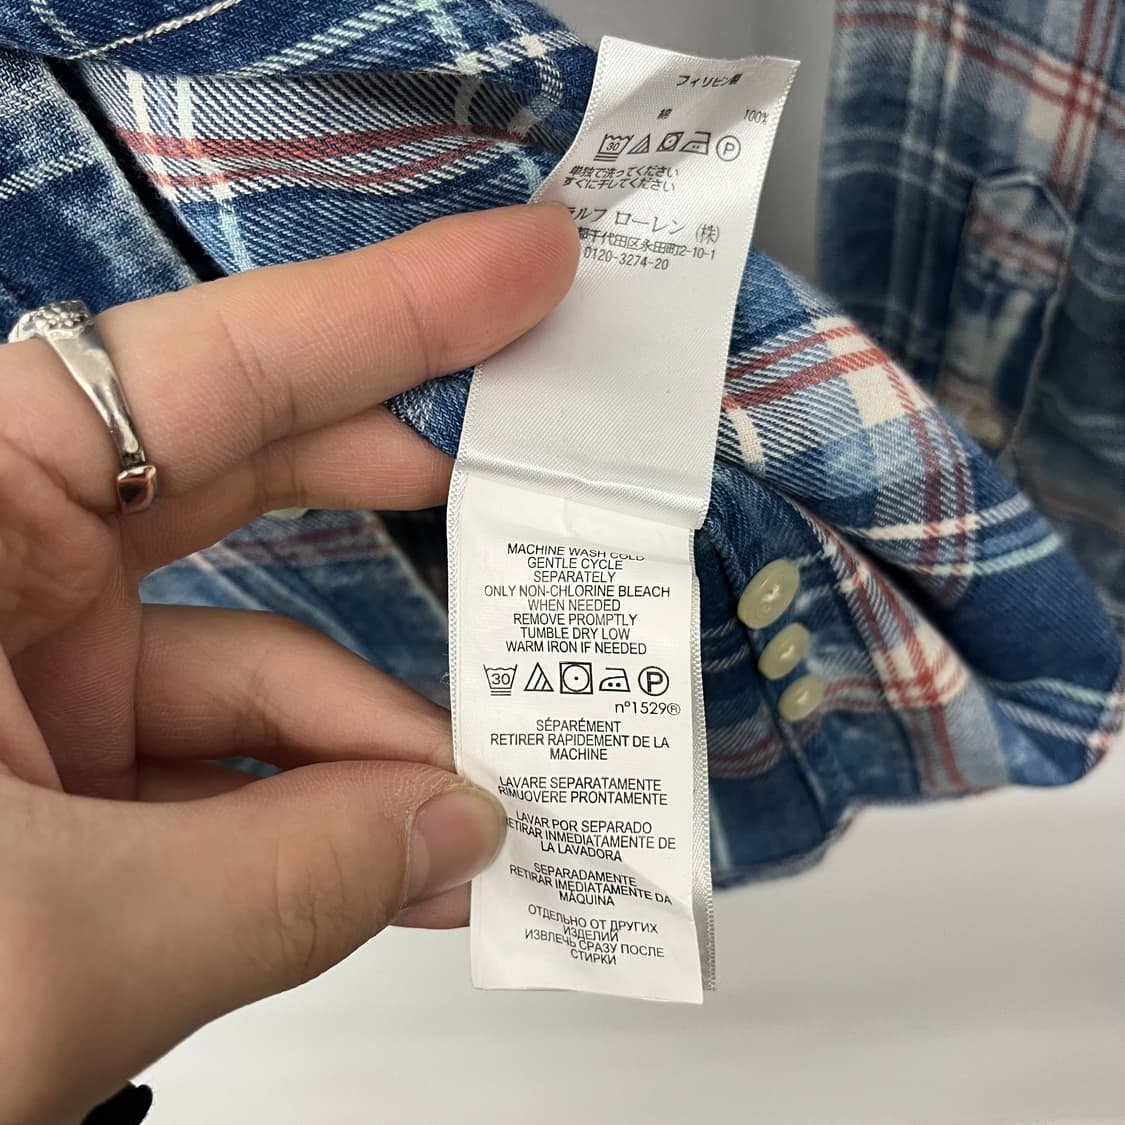 フィリピン製
綿 100%
30 P
単独で洗ってください
すぐに干してください
ラルフ ローレン (株)
都千代田区永田町2-10-1
0120-3274-20
MACHINE WASH COLD
GENTLE CYCLE
SEPARATELY
ONLY NON-CHLORINE BLEACH
WHEN NEEDED
REMOVE PROMPTLY
TUMBLE DRY LOW
WARM IRON IF NEEDED
30 P
n°1529®
SÉPARÉMENT
RETIRER RAPIDEMENT DE LA
MACHINE
LAVARE SEPARATAMENTE
RIMUOVERE PRONTAMENTE
LAVAR POR SEPARADO
RETIRAR INMEDIATAMENTE DE
LA LAVADORA
SEPARADAMENTE
RETIRAR IMEDIATAMENTE DA
MÁQUINA
ОТДЕЛЬНО ОТ ДРУГИХ
ИЗДЕЛИЙ
ИЗВЛЕЧЬ СРАЗУ ПОСЛЕ
СТИРКИ